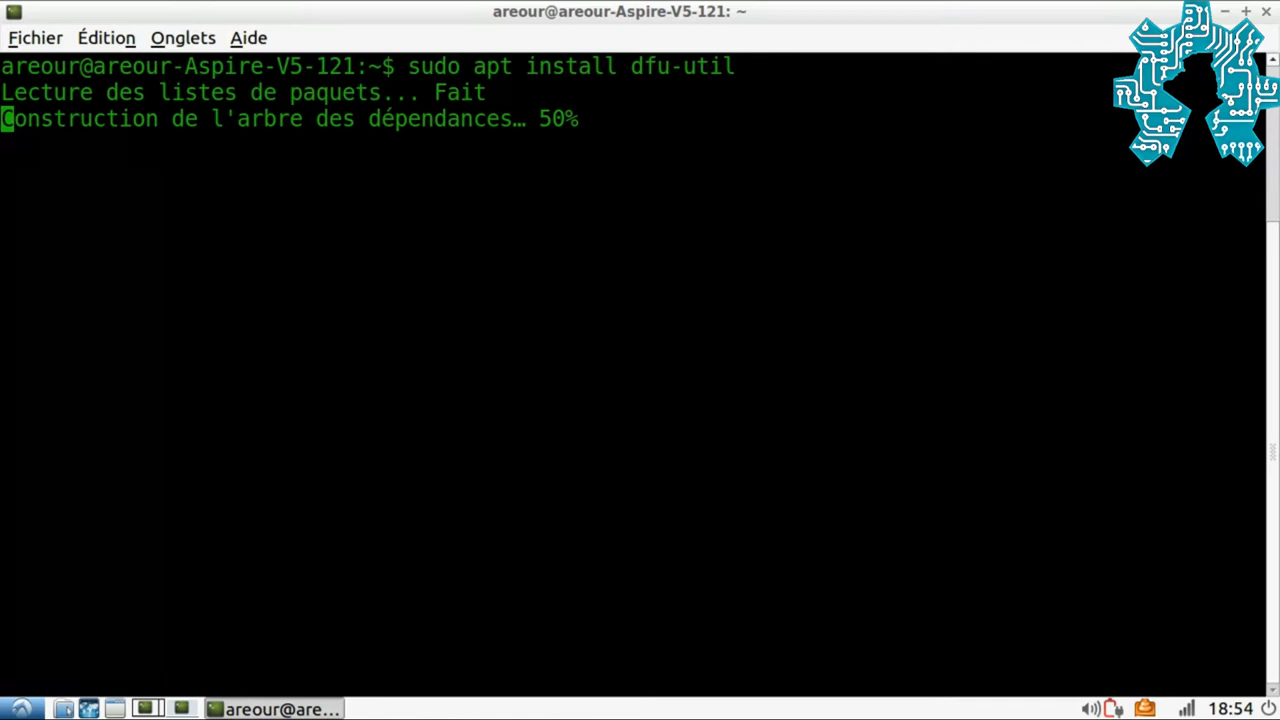 areour@areour-Aspire-V5-121: ~
Fichier Édition Onglets Aide
areour@areour-Aspire-V5-121:~$ sudo apt install dfu-util
Lecture des listes de paquets... Fait
Construction de l'arbre des dépendances… 50%
areour@are...
18:54